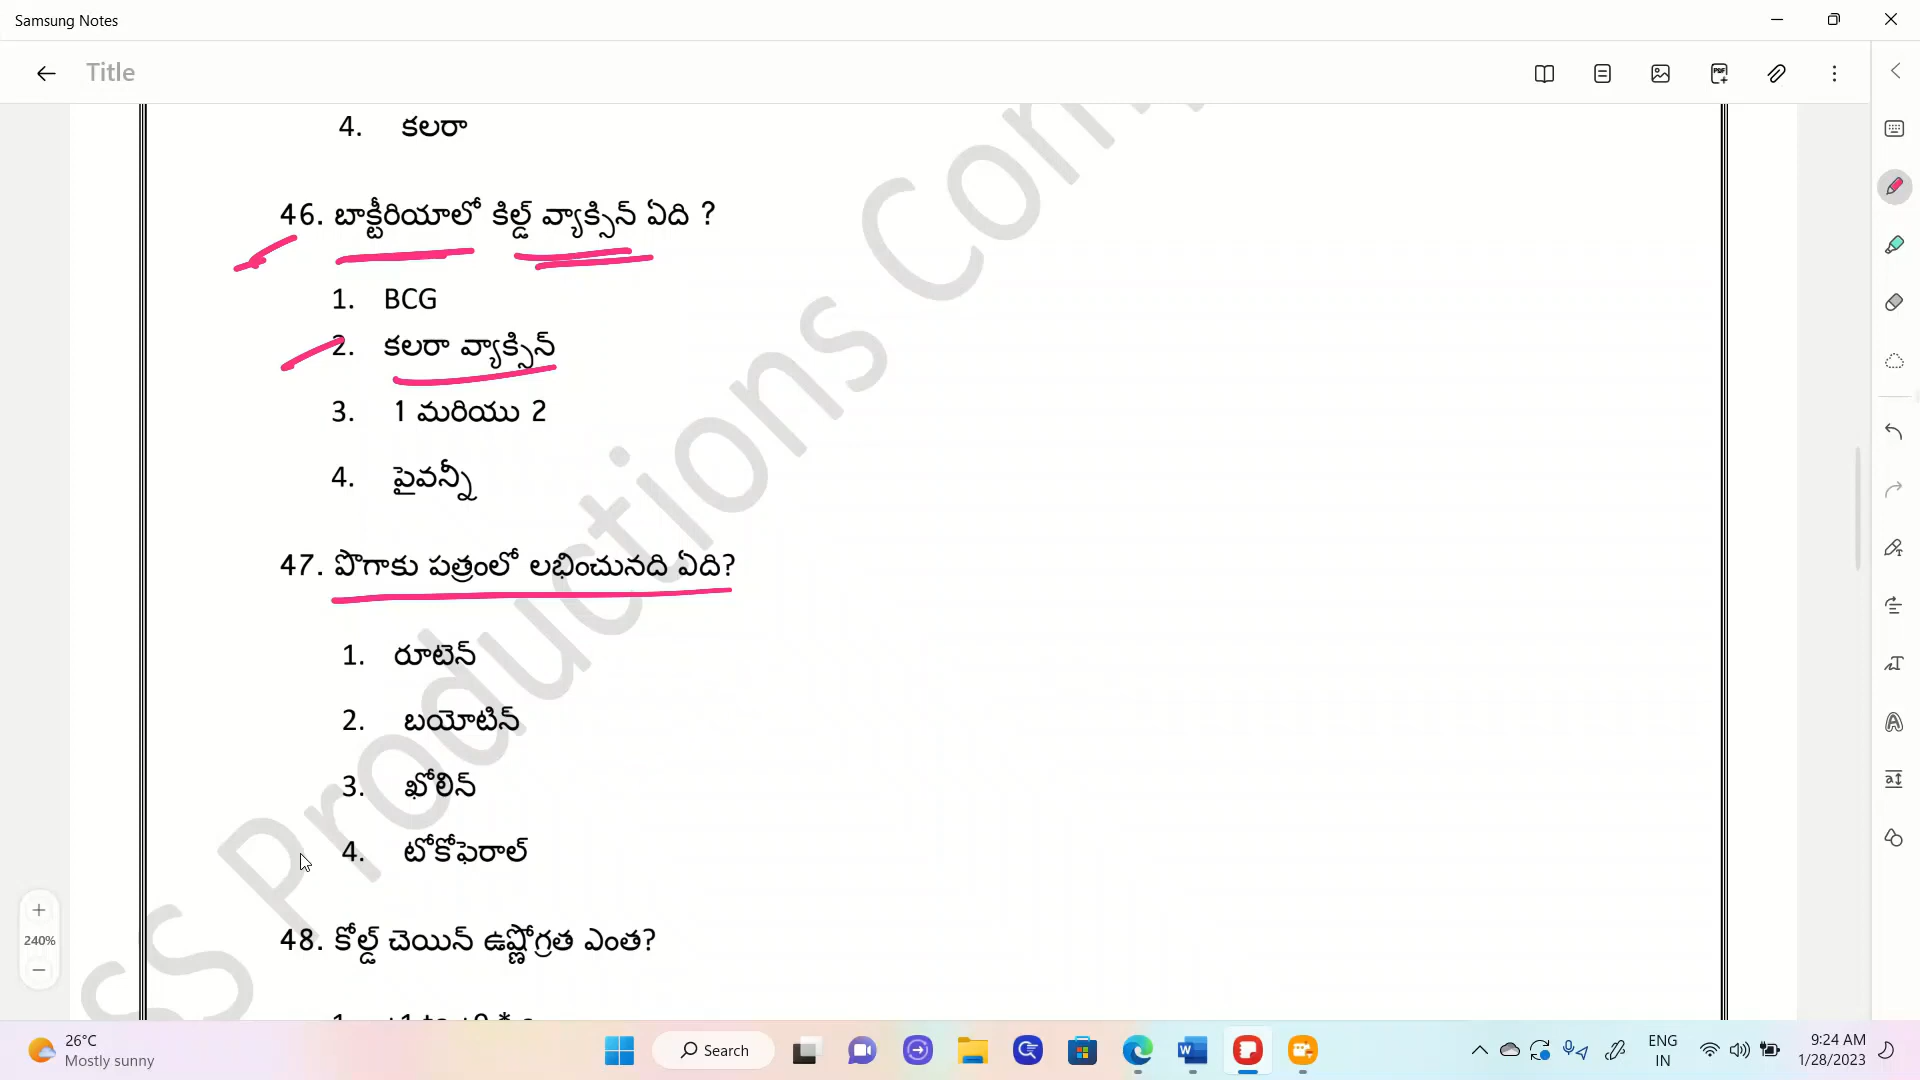 Samsung Notes
Title
4. కలరా
46. బాక్టీరియాలో కిల్డ్ వ్యాక్సిన్ ఏది ?
1. BCG
2. కలరా వ్యాక్సిన్
3. 1 మరియు 2
4. పైవన్నీ
47. పొగాకు పత్రంలో లభించునది ఏది?
1. రూటెన్
2. బయోటిన్
3. ఖోలిన్
4. టోకోఫెరాల్
48. కోల్డ్ చెయిన్ ఉష్ణోగ్రత ఎంత?
SS Productions
240%
26°C
Mostly sunny
Search
ENG
IN
9:24 AM
1/28/2023